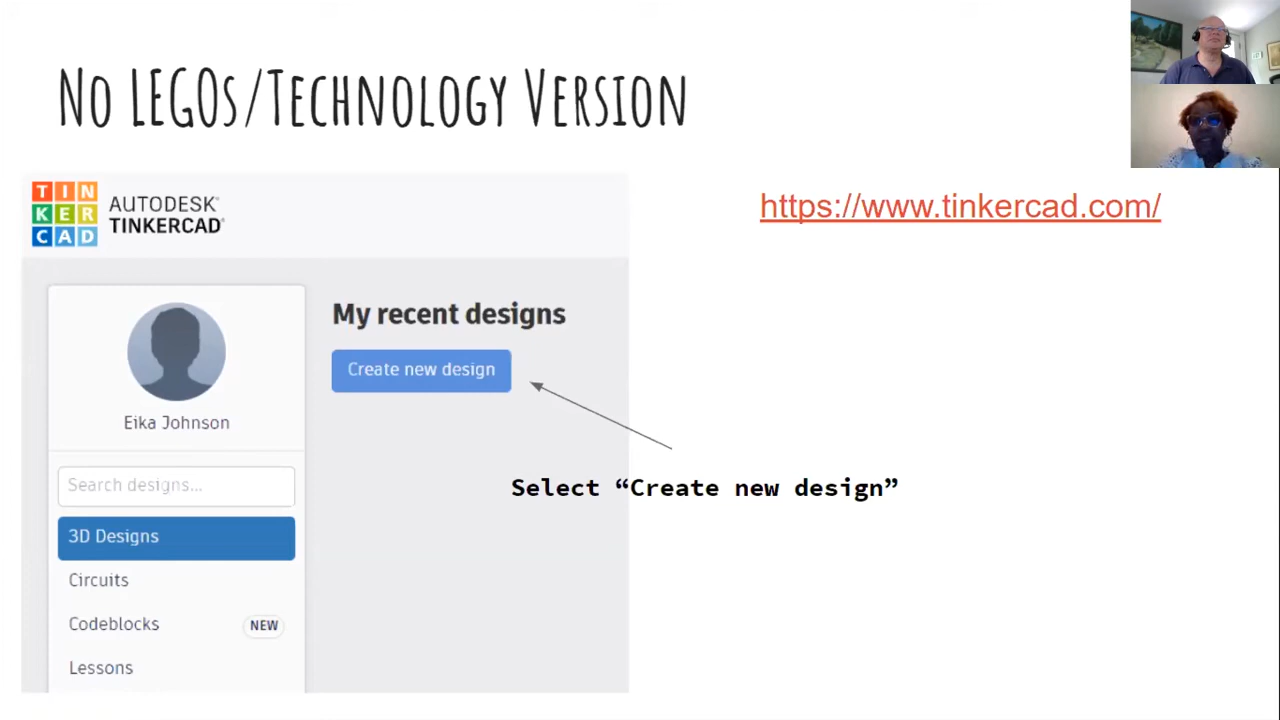 No LEGOs/Technology Version
TIN
KER
CAD
AUTODESK®
TINKERCAD®
https://www.tinkercad.com/
My recent designs
Create new design
Eika Johnson
Select “Create new design”
Search designs...
3D Designs
Circuits
Codeblocks NEW
Lessons